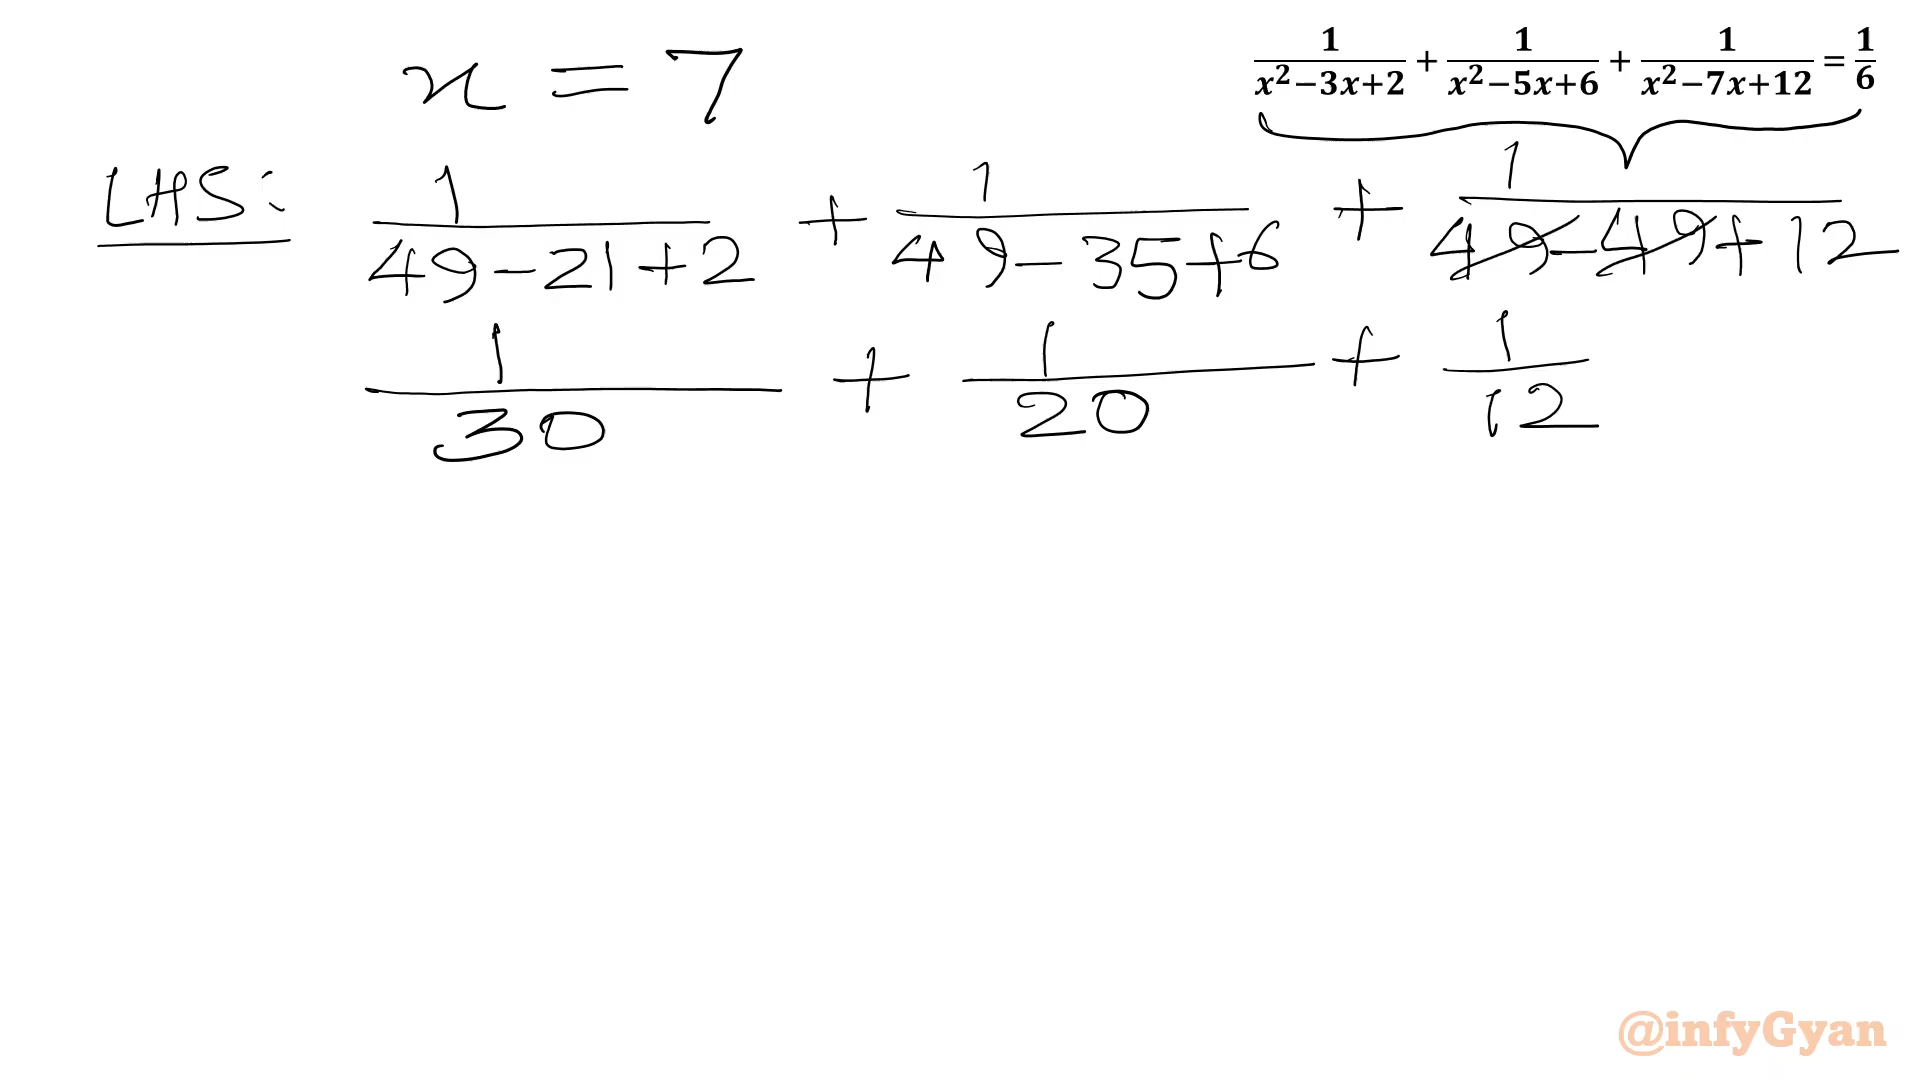 x = 7
1/(x²−3x+2) + 1/(x²−5x+6) + 1/(x²−7x+12) = 1/6
LHS: 1/(49−21+2) + 1/(49−35+6) + 1/(49−49+12)
1/30 + 1/20 + 1/12
@infyGyan